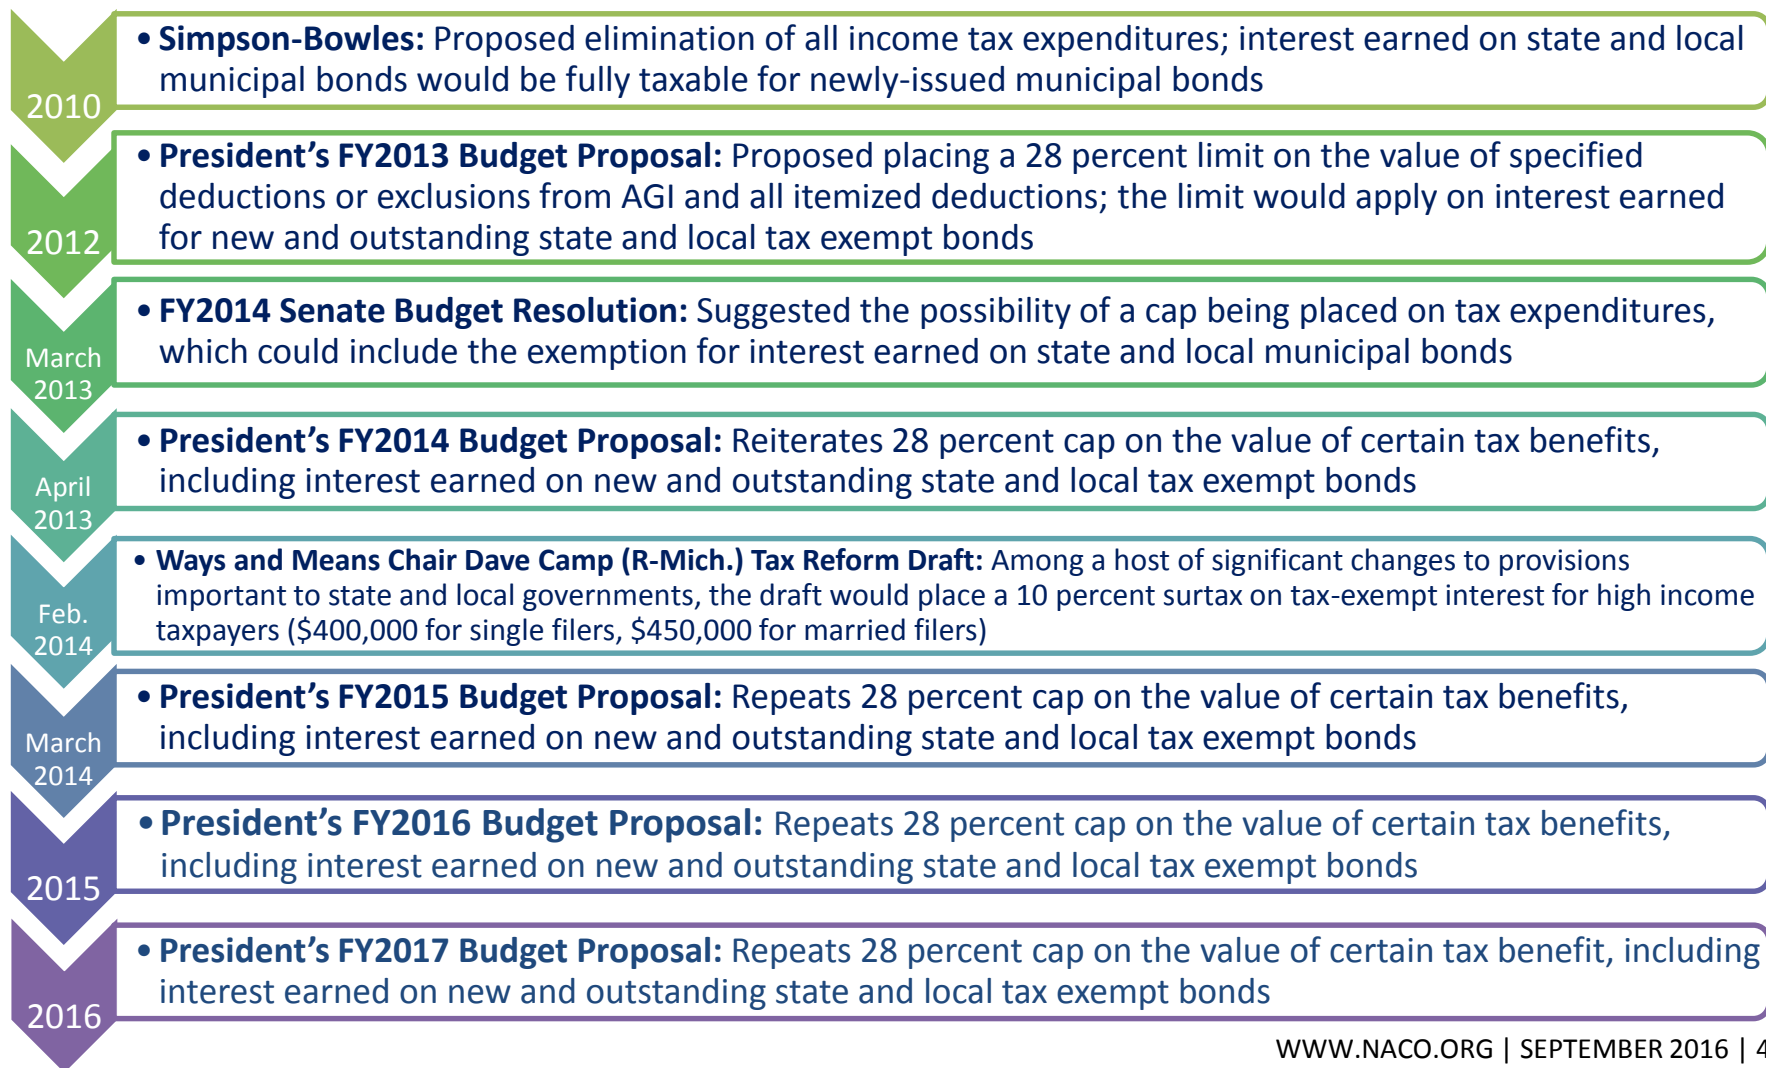 • Simpson-Bowles: Proposed elimination of all income tax expenditures; interest earned on state and local
municipal bonds would be fully taxable for newly-issued municipal bonds
2010
• President’s FY2013 Budget Proposal: Proposed placing a 28 percent limit on the value of specified
deductions or exclusions from AGI and all itemized deductions; the limit would apply on interest earned
for new and outstanding state and local tax exempt bonds
2012
• FY2014 Senate Budget Resolution: Suggested the possibility of a cap being placed on tax expenditures,
which could include the exemption for interest earned on state and local municipal bonds
March
2013
• President’s FY2014 Budget Proposal: Reiterates 28 percent cap on the value of certain tax benefits,
including interest earned on new and outstanding state and local tax exempt bonds
April
2013
• Ways and Means Chair Dave Camp (R-Mich.) Tax Reform Draft: Among a host of significant changes to provisions
important to state and local governments, the draft would place a 10 percent surtax on tax-exempt interest for high income
taxpayers ($400,000 for single filers, $450,000 for married filers)
Feb.
2014
• President’s FY2015 Budget Proposal: Repeats 28 percent cap on the value of certain tax benefits,
including interest earned on new and outstanding state and local tax exempt bonds
March
2014
• President’s FY2016 Budget Proposal: Repeats 28 percent cap on the value of certain tax benefits,
including interest earned on new and outstanding state and local tax exempt bonds
2015
• President’s FY2017 Budget Proposal: Repeats 28 percent cap on the value of certain tax benefit, including
interest earned on new and outstanding state and local tax exempt bonds
2016
WWW.NACO.ORG | SEPTEMBER 2016 | 4